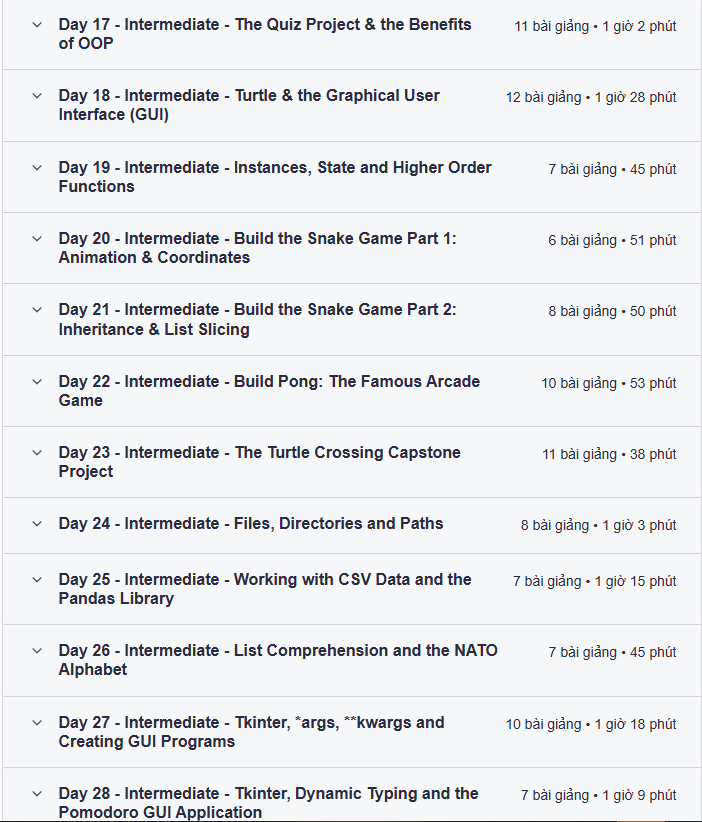 Day 17 - Intermediate - The Quiz Project & the Benefits
of OOP
11 bài giảng • 1 giờ 2 phút
Day 18 - Intermediate - Turtle & the Graphical User
Interface (GUI)
12 bài giảng • 1 giờ 28 phút
Day 19 - Intermediate - Instances, State and Higher Order
Functions
7 bài giảng • 45 phút
Day 20 - Intermediate - Build the Snake Game Part 1:
Animation & Coordinates
6 bài giảng • 51 phút
Day 21 - Intermediate - Build the Snake Game Part 2:
Inheritance & List Slicing
8 bài giảng • 50 phút
Day 22 - Intermediate - Build Pong: The Famous Arcade
Game
10 bài giảng • 53 phút
Day 23 - Intermediate - The Turtle Crossing Capstone
Project
11 bài giảng • 38 phút
Day 24 - Intermediate - Files, Directories and Paths
8 bài giảng • 1 giờ 3 phút
Day 25 - Intermediate - Working with CSV Data and the
Pandas Library
7 bài giảng • 1 giờ 15 phút
Day 26 - Intermediate - List Comprehension and the NATO
Alphabet
7 bài giảng • 45 phút
Day 27 - Intermediate - Tkinter, *args, **kwargs and
Creating GUI Programs
10 bài giảng • 1 giờ 18 phút
Day 28 - Intermediate - Tkinter, Dynamic Typing and the
Pomodoro GUI Application
7 bài giảng • 1 giờ 9 phút